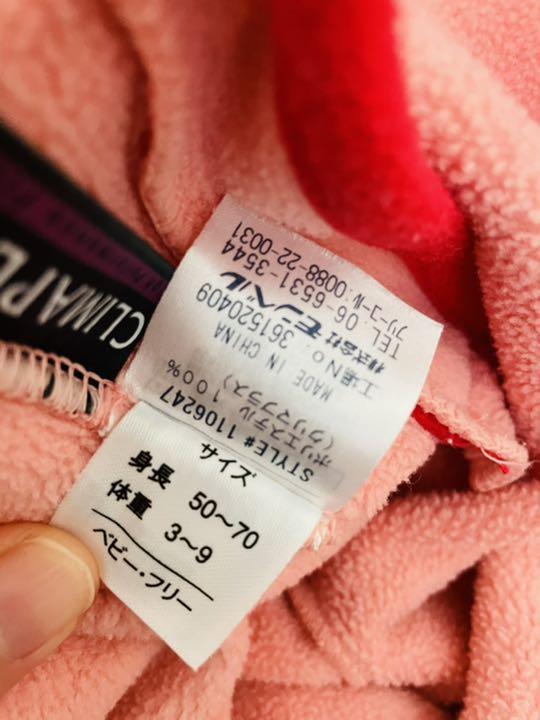 CLIMAPL
STYLE# 1106247
ポリエステル 100%
(クリマプラス)
MADE IN CHINA
工場No. 361520409
株式会社モンベル
TEL. 06-6531-3544
フリーコール 0088-22-0031
サイズ
身長 50~70
体重 3~9
ベビー・フリー